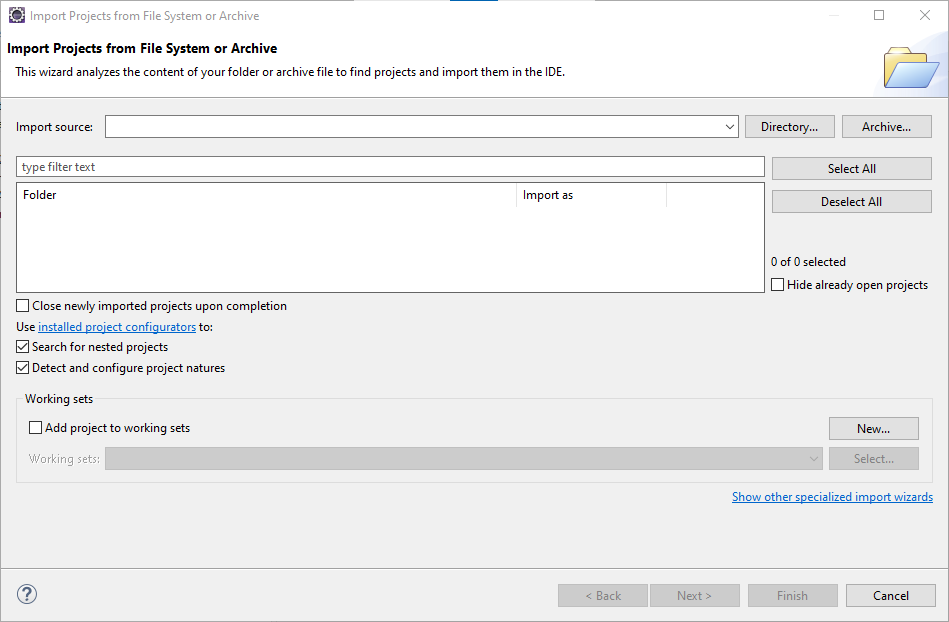 Import Projects from File System or Archive
Import Projects from File System or Archive
This wizard analyzes the content of your folder or archive file to find projects and import them in the IDE.
Import source: Directory... Archive...
type filter text Select All
Folder Import as
Deselect All
0 of 0 selected
Hide already open projects
Close newly imported projects upon completion
Use installed project configurators to:
Search for nested projects
Detect and configure project natures
Working sets
Add project to working sets New...
Working sets: Select...
Show other specialized import wizards
? < Back Next > Finish Cancel